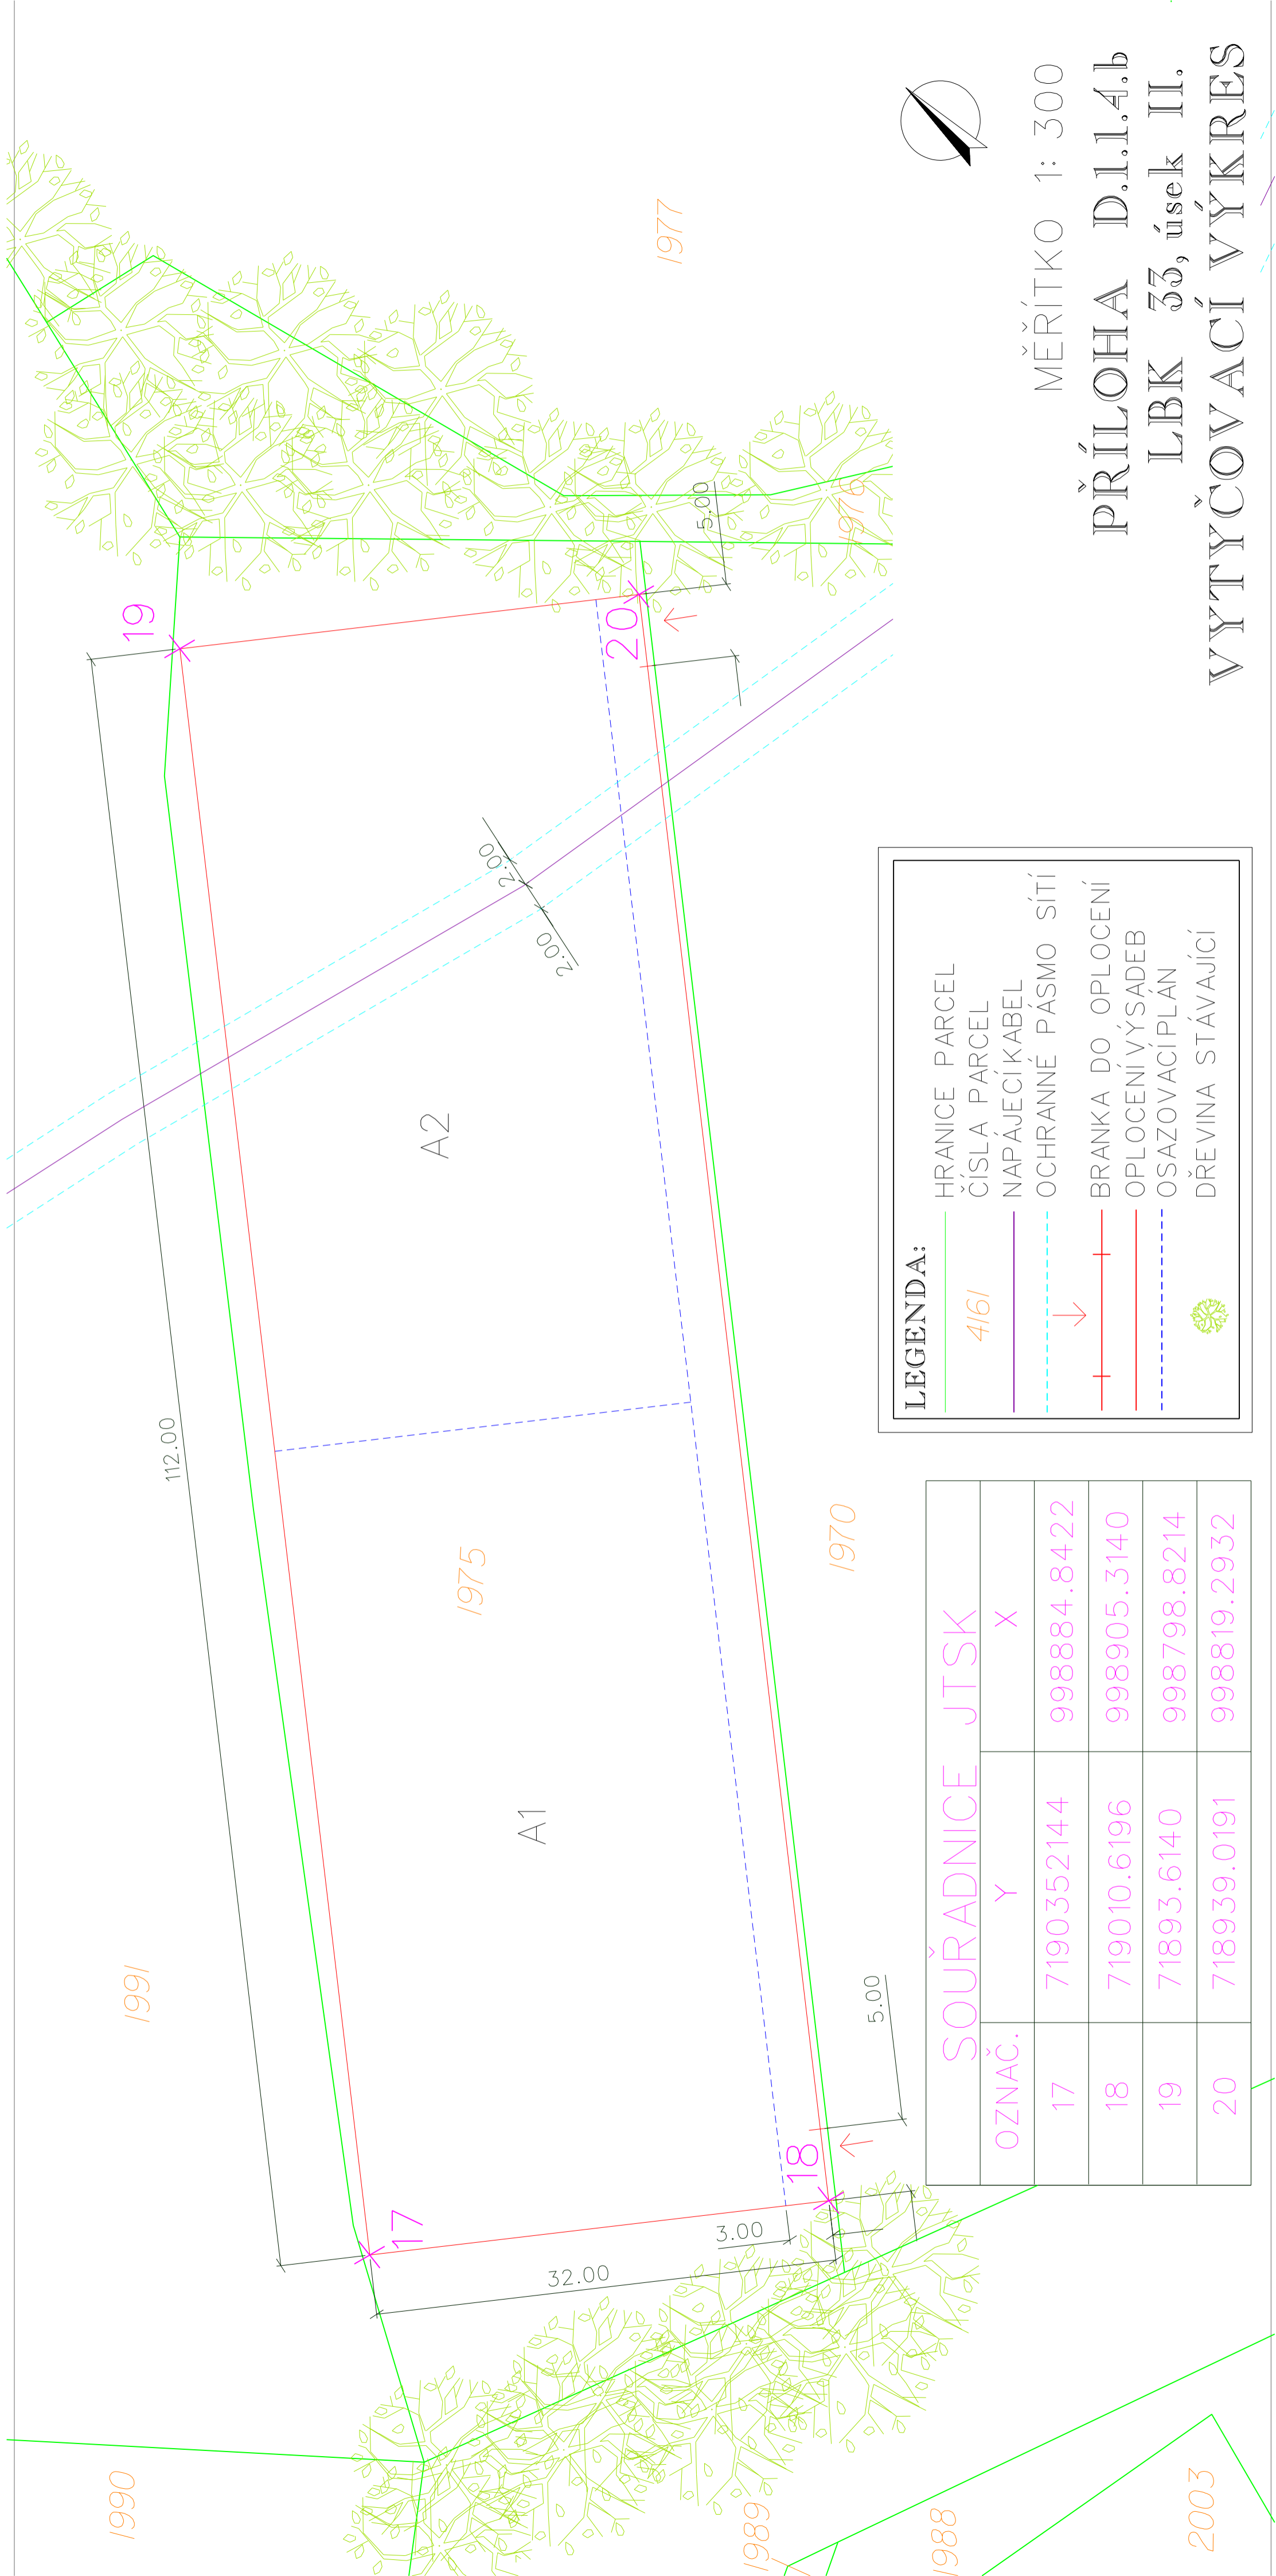 MĚŘÍTKO 1: 300
PŘÍLOHA D.1.1.4.b
LBK 33, úsek II.
VYTYČOVACÍ VÝKRES
1977
1976
5.00
19
20
2.00
2.00
A2
112.00
1975
1970
A1
1991
5.00
18
17
3.00
32.00
1990
1989
1988
2003
LEGENDA:
HRANICE PARCEL
4161 ČÍSLA PARCEL
NAPÁJECÍ KABEL
OCHRANNÉ PÁSMO SÍTÍ
BRANKA DO OPLOCENÍ
OPLOCENÍ VÝSADEB
OSAZOVACÍ PLÁN
DŘEVINA STÁVAJÍCÍ
SOUŘADNICE JTSK
OZNAČ. Y X
17 7190352144 998884.8422
18 719010.6196 998905.3140
19 71893.6140 998798.8214
20 718939.0191 998819.2932